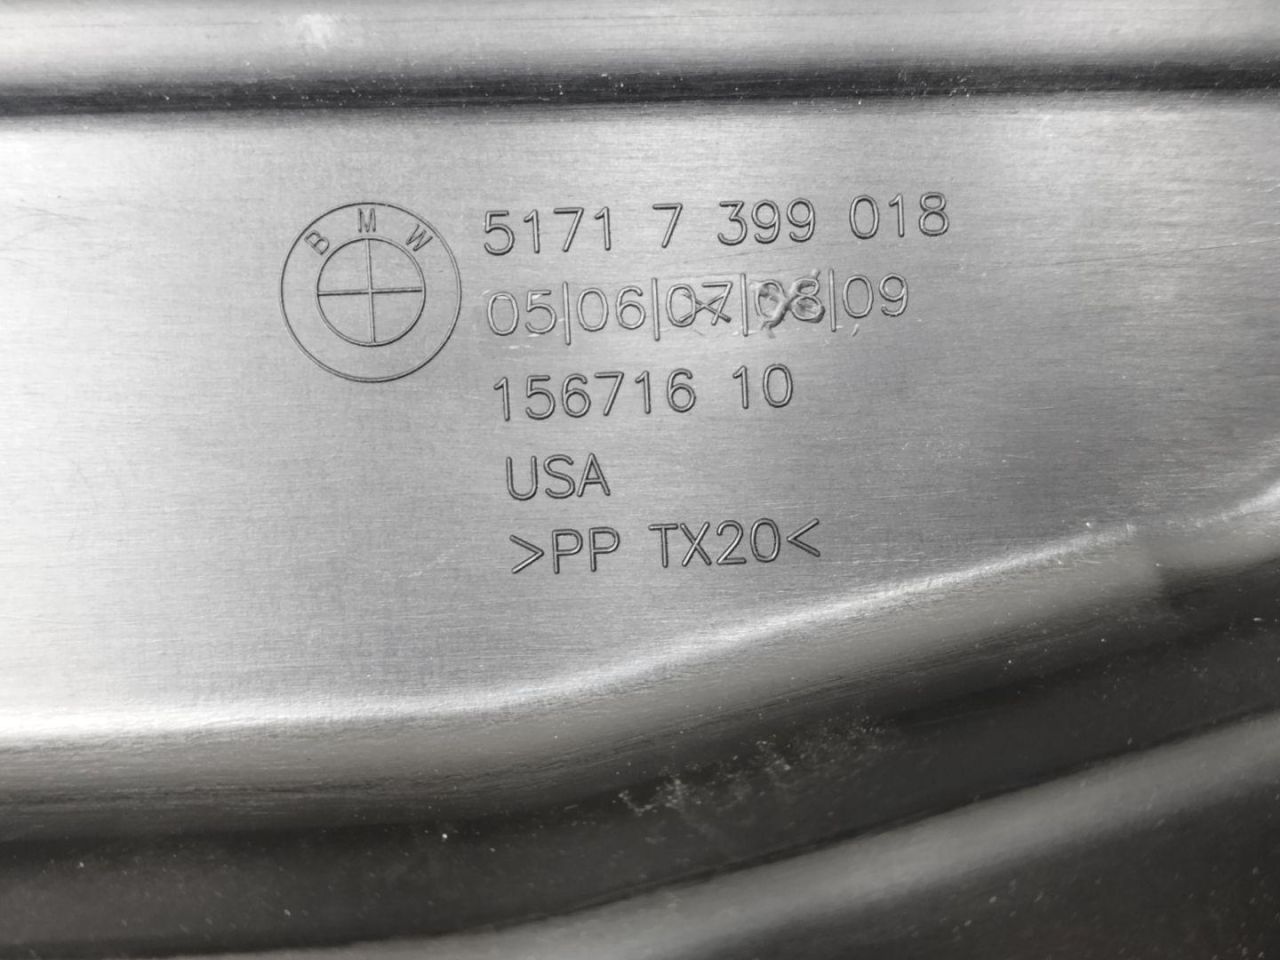 BMW
5171 7 399 018
05|06|07|08|09
156716 10
USA
>PP TX20<